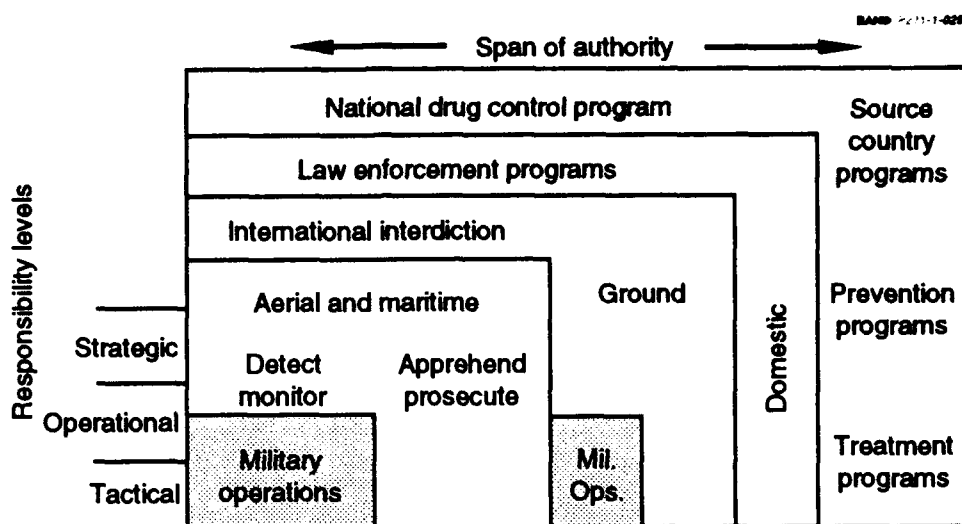 RAND
Span of authority
National drug control program
Source
country
programs
Law enforcement programs
International interdiction
Responsibility levels
Aerial and maritime
Ground
Prevention
programs
Strategic
Detect
monitor
Apprehend
prosecute
Domestic
Operational
Military
operations
Mil.
Ops.
Treatment
programs
Tactical